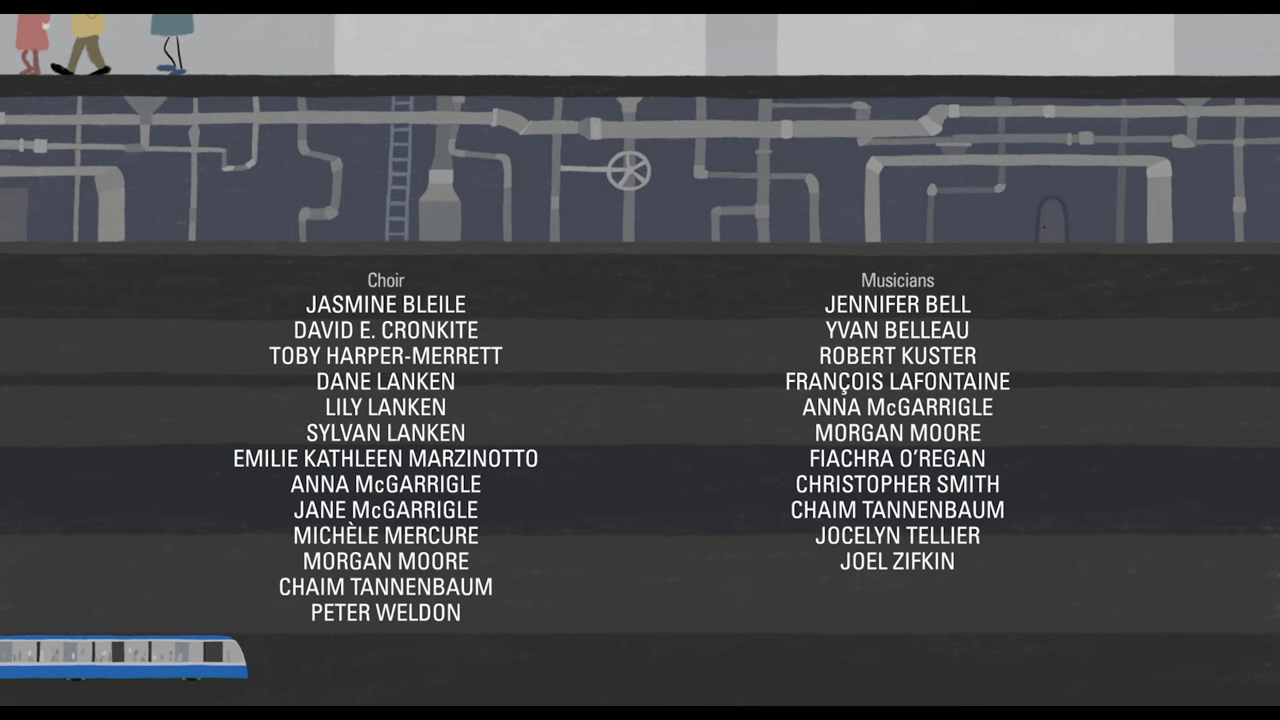 Choir
JASMINE BLEILE
DAVID E. CRONKITE
TOBY HARPER-MERRETT
DANE LANKEN
LILY LANKEN
SYLVAN LANKEN
EMILIE KATHLEEN MARZINOTTO
ANNA McGARRIGLE
JANE McGARRIGLE
MICHÈLE MERCURE
MORGAN MOORE
CHAIM TANNENBAUM
PETER WELDON
Musicians
JENNIFER BELL
YVAN BELLEAU
ROBERT KUSTER
FRANÇOIS LAFONTAINE
ANNA McGARRIGLE
MORGAN MOORE
FIACHRA O’REGAN
CHRISTOPHER SMITH
CHAIM TANNENBAUM
JOCELYN TELLIER
JOEL ZIFKIN